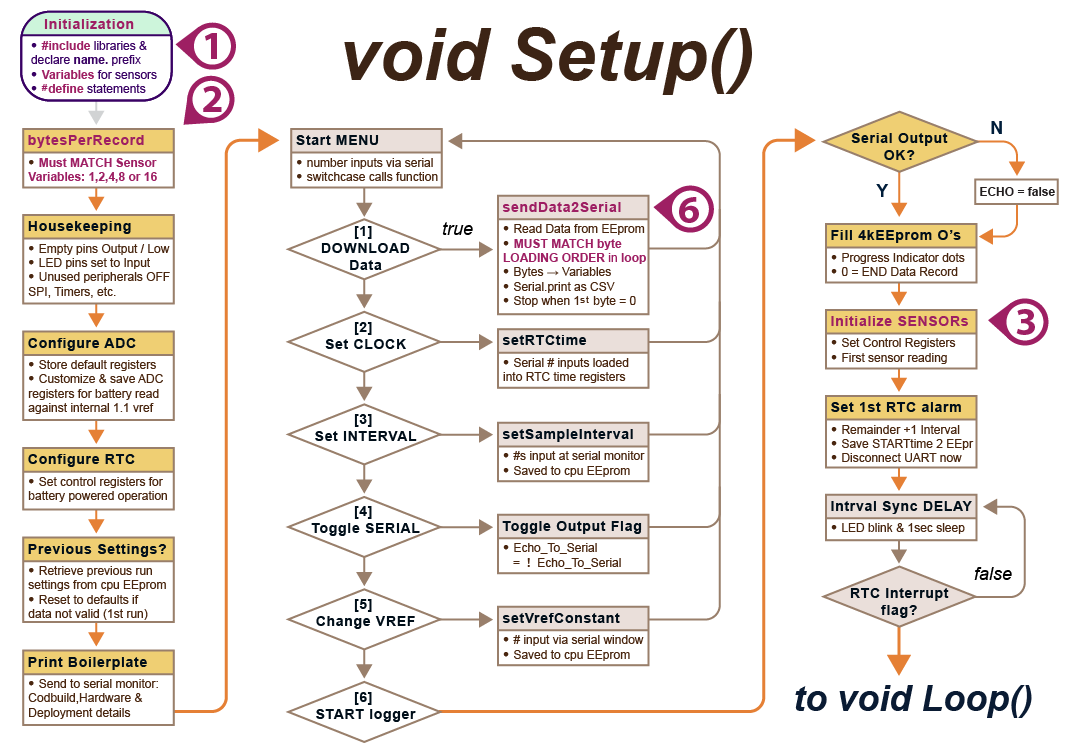 void Setup()
Initialization
• #include libraries &
declare name. prefix
• Variables for sensors
• #define statements
1
2
bytesPerRecord
• Must MATCH Sensor
Variables: 1,2,4,8 or 16
Housekeeping
• Empty pins Output / Low
• LED pins set to Input
• Unused peripherals OFF
SPI, Timers, etc.
Configure ADC
• Store default registers
• Customize & save ADC
registers for battery read
against internal 1.1 vref
Configure RTC
• Set control registers for
battery powered operation
Previous Settings?
• Retrieve previous run
settings from cpu EEprom
• Reset to defaults if
data not valid (1st run)
Print Boilerplate
• Send to serial monitor:
Codbuild,Hardware &
Deployment details
Start MENU
• number inputs via serial
• switchcase calls function
[1]
DOWNLOAD
Data
true
sendData2Serial
• Read Data from EEprom
• MUST MATCH byte
LOADING ORDER in loop
• Bytes → Variables
• Serial.print as CSV
• Stop when 1st byte = 0
6
[2]
Set CLOCK
setRTCtime
• Serial # inputs loaded
into RTC time registers
[3]
Set INTERVAL
setSampleInterval
• #s input at serial monitor
• Saved to cpu EEprom
[4]
Toggle SERIAL
Toggle Output Flag
• Echo_To_Serial
= ! Echo_To_Serial
[5]
Change VREF
setVrefConstant
• # input via serial window
• Saved to cpu EEprom
[6]
START logger
Serial Output
OK?
N
Y
ECHO = false
Fill 4kEEprom O's
• Progress Indicator dots
• 0 = END Data Record
Initialize SENSORs
• Set Control Registers
• First sensor reading
3
Set 1st RTC alarm
• Remainder +1 Interval
• Save STARTtime 2 EEpr
• Disconnect UART now
Intrval Sync DELAY
• LED blink & 1sec sleep
RTC Interrupt
flag?
false
to void Loop()